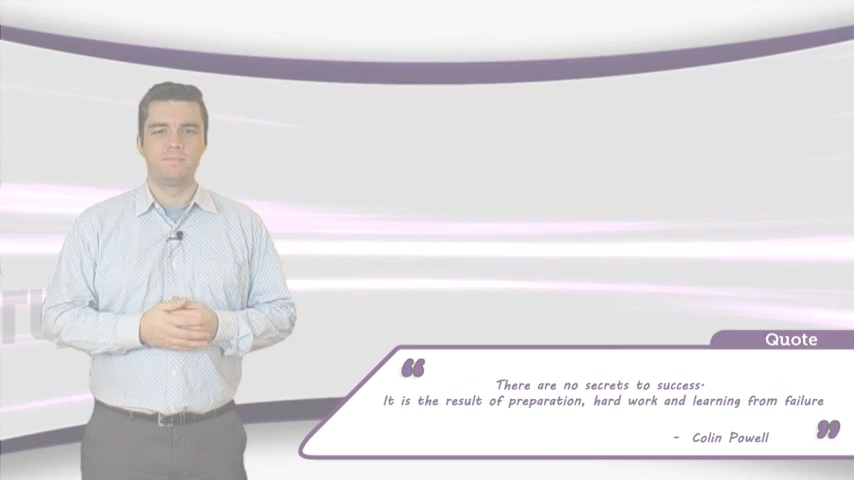 Quote
“
There are no secrets to success.
It is the result of preparation, hard work and learning from failure
”
- Colin Powell